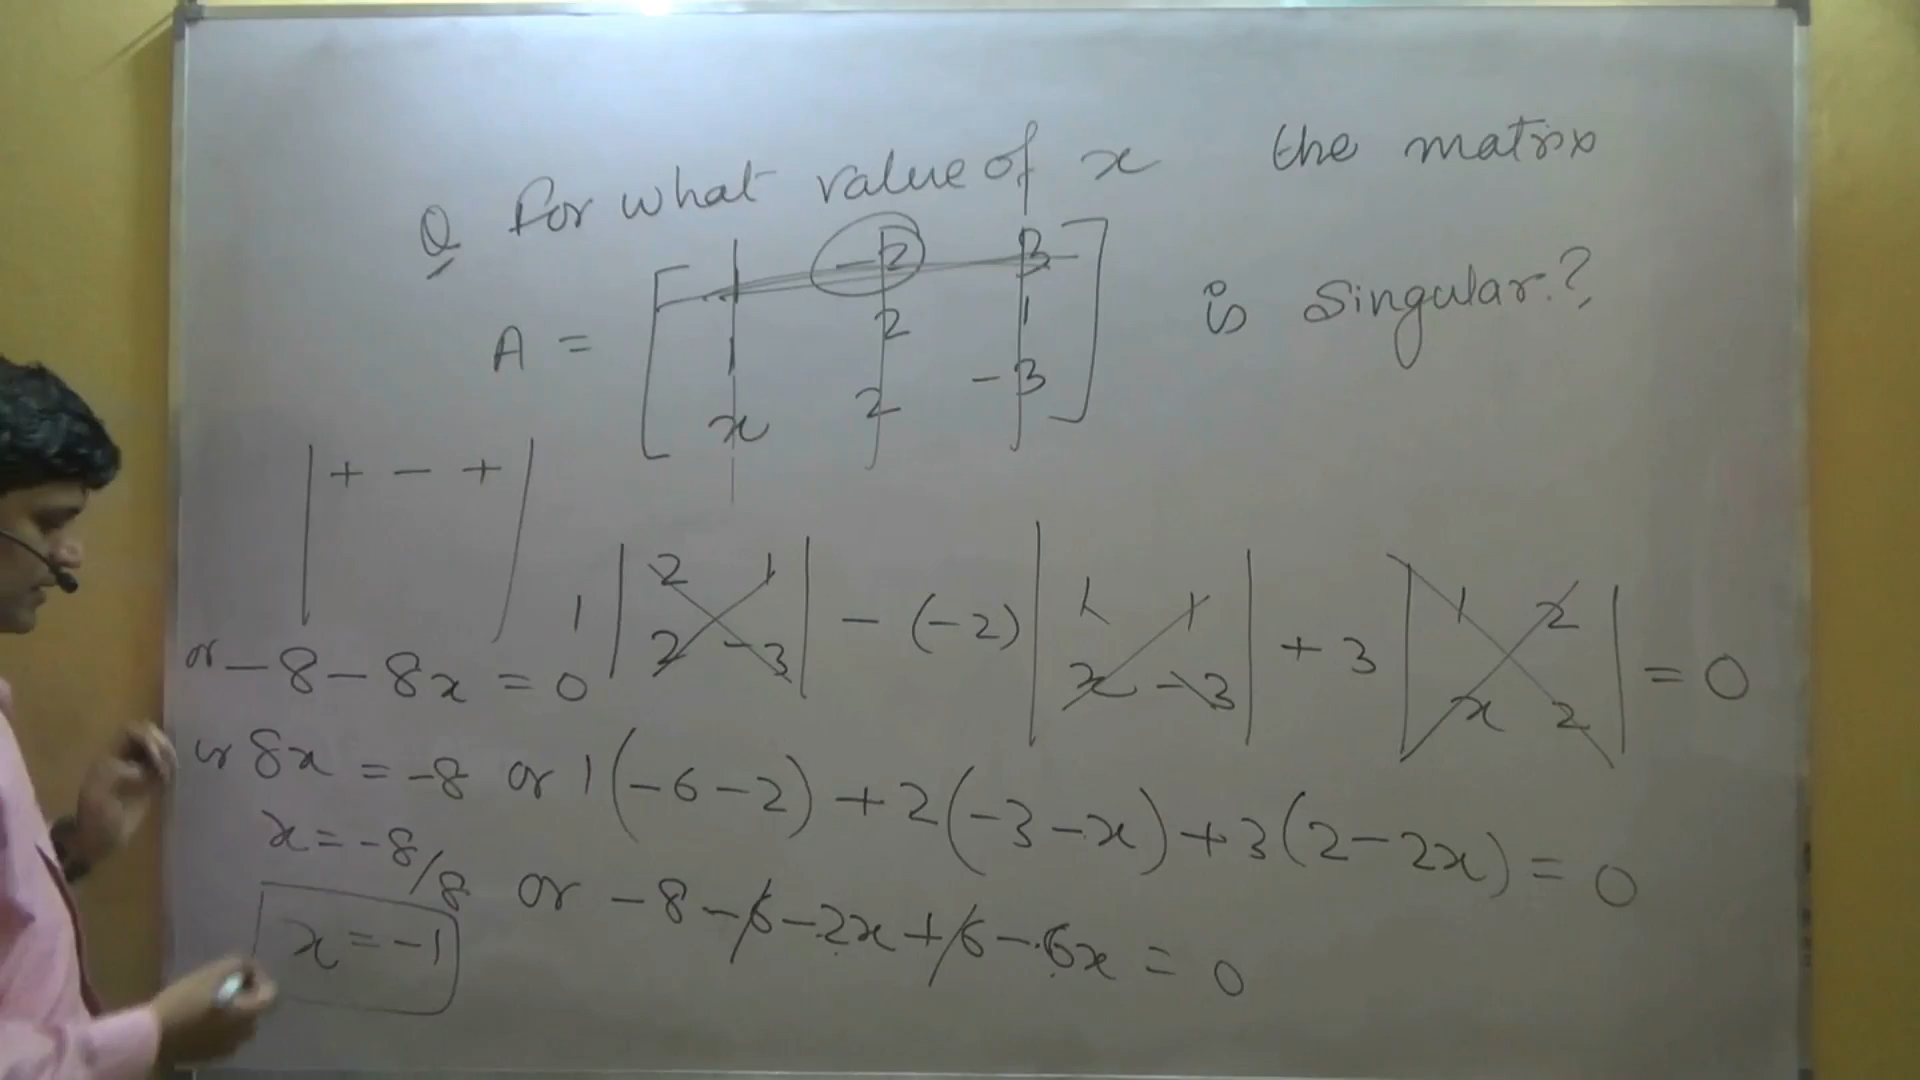 Q For what value of x the matrix
A = [ 1 -2 3
1 2 1
x 2 -3 ] is Singular?
| + - + |
1 | 2 1 | - (-2) | 1 1 | + 3 | 1 2 | = 0
| 2 -3 | | x -3 | | x 2 |
or 1(-6-2) + 2(-3-x) + 3(2-2x) = 0
or -8-6-2x+6-6x = 0
or -8-8x = 0
or 8x = -8
x = -8/8
x = -1